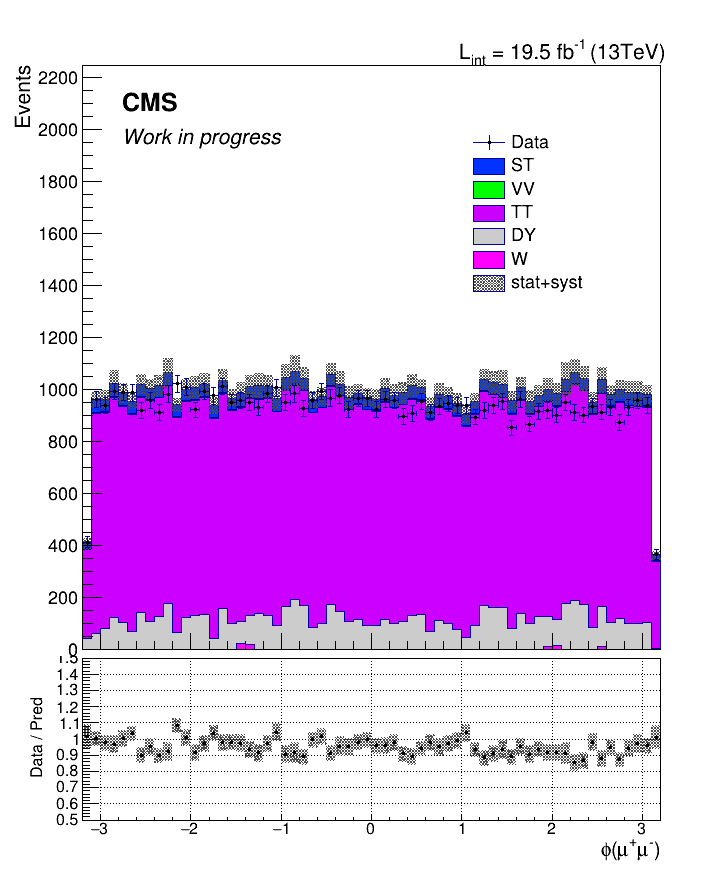 L_int = 19.5 fb⁻¹ (13TeV)
Events
2200
2000
1800
1600
1400
1200
1000
800
600
400
200
0
CMS
Work in progress
Data
ST
VV
TT
DY
W
stat+syst
Data / Pred
1.5
1.4
1.3
1.2
1.1
1
0.9
0.8
0.7
0.6
0.5
−3 −2 −1 0 1 2 3
ϕ(μ⁺μ⁻)